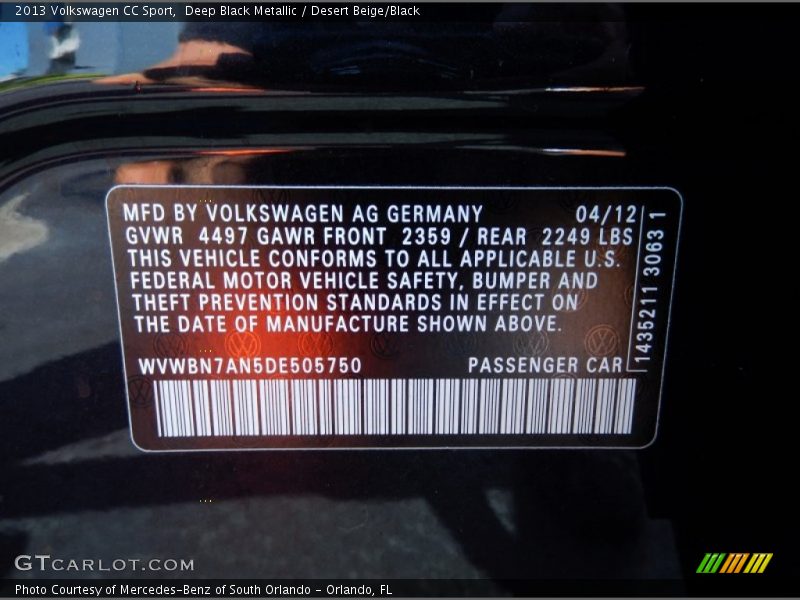 2013 Volkswagen CC Sport, Deep Black Metallic / Desert Beige/Black
MFD BY VOLKSWAGEN AG GERMANY 04/12
GVWR 4497 GAWR FRONT 2359 / REAR 2249 LBS
THIS VEHICLE CONFORMS TO ALL APPLICABLE U.S.
FEDERAL MOTOR VEHICLE SAFETY, BUMPER AND
THEFT PREVENTION STANDARDS IN EFFECT ON
THE DATE OF MANUFACTURE SHOWN ABOVE.
WVWBN7AN5DE505750 PASSENGER CAR
1435211 30631
GTCARLOT.COM
Photo Courtesy of Mercedes-Benz of South Orlando - Orlando, FL